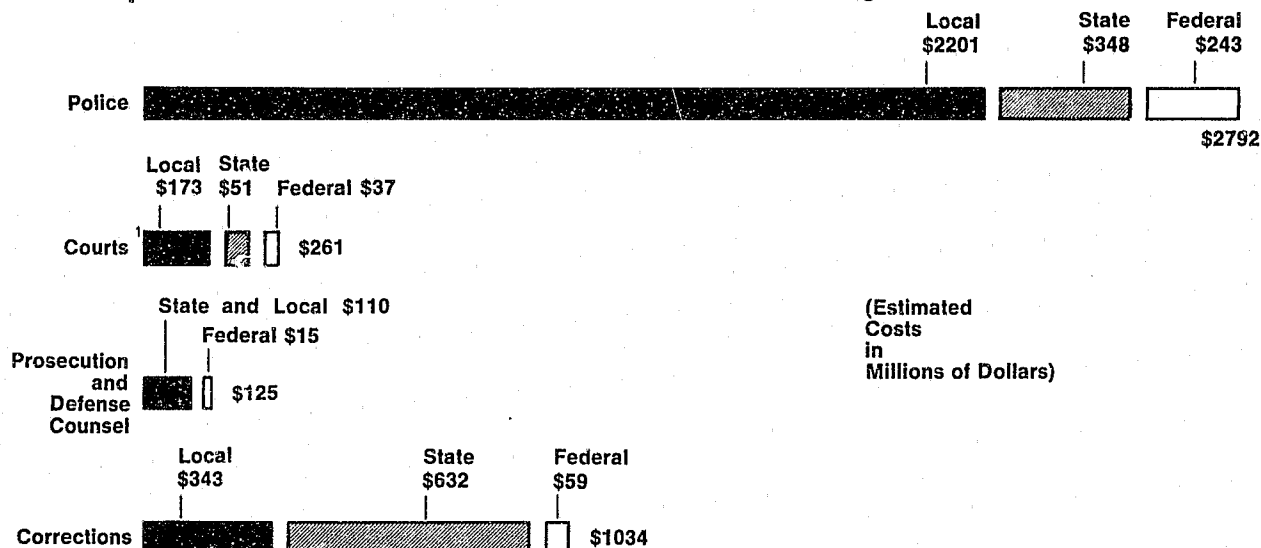 Local State Federal
$2201 $348 $243
Police
$2792
Local State
$173 $51 Federal $37
Courts 1 $261
State and Local $110
Federal $15
(Estimated
Costs
in
Millions of Dollars)
Prosecution
and
Defense
Counsel
$125
Local State Federal
$343 $632 $59
Corrections $1034